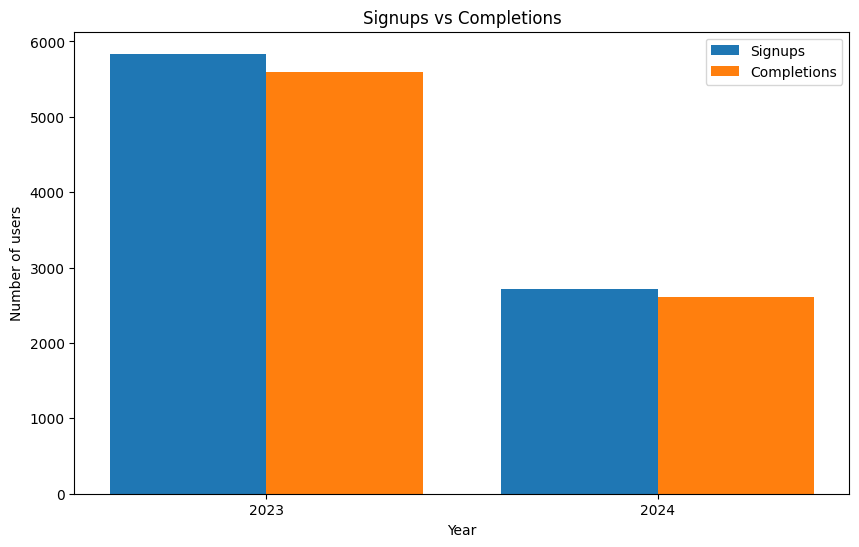 Signups vs Completions
Signups
Completions
6000
5000
4000
3000
2000
1000
0
Number of users
2023
2024
Year